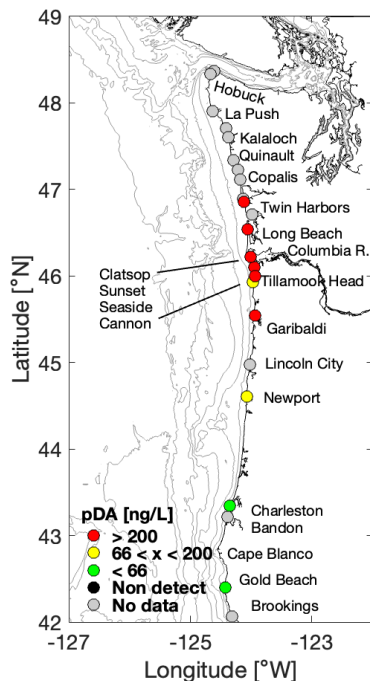 49
48
47
46
45
44
43
42
Latitude [°N]
-127
-125
-123
Longitude [°W]
Hobuck
La Push
Kalaloch
Quinault
Copalis
Twin Harbors
Long Beach
Columbia R.
Clatsop
Sunset
Seaside
Cannon
Tillamook Head
Garibaldi
Lincoln City
Newport
Charleston
Bandon
Cape Blanco
Gold Beach
Brookings
pDA [ng/L]
> 200
66 < x < 200
< 66
Non detect
No data